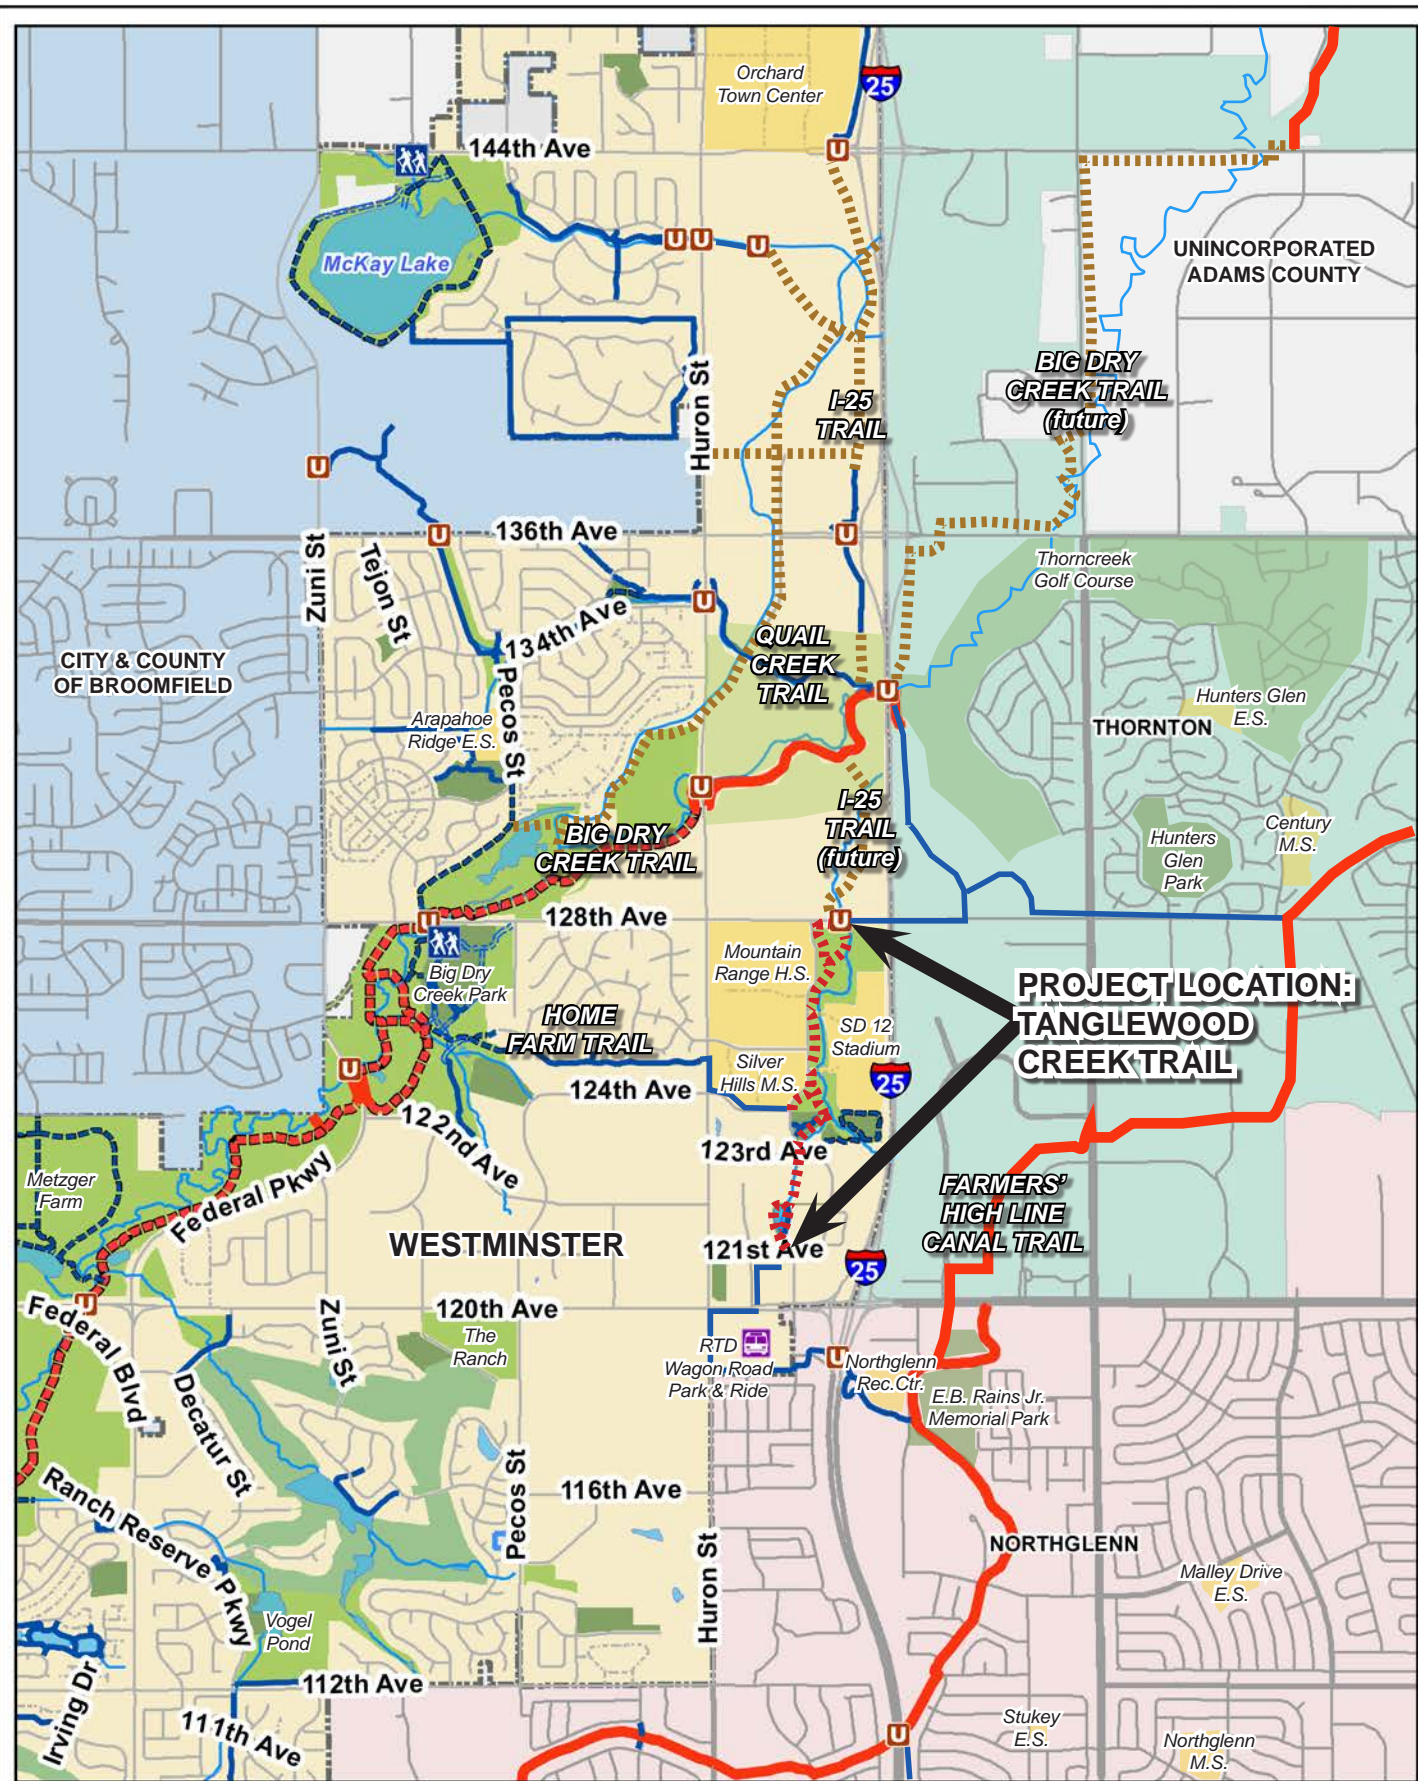 Orchard
Town Center
25
U
144th Ave
McKay Lake
U
U
U
UNINCORPORATED
ADAMS COUNTY
BIG DRY
CREEK TRAIL
(future)
I-25
TRAIL
Huron St
U
U
136th Ave
U
Zuni St
Tejon St
Thorncreek
Golf Course
134th Ave
U
CITY & COUNTY
OF BROOMFIELD
QUAIL
CREEK
TRAIL
Pecos St
U
Arapahoe
Ridge E.S.
Hunters Glen
E.S.
THORNTON
U
I-25
TRAIL
(future)
BIG DRY
CREEK TRAIL
Hunters
Glen
Park
Century
M.S.
U
128th Ave
U
Mountain
Range H.S.
Big Dry
Creek Park
PROJECT LOCATION:
TANGLEWOOD
CREEK TRAIL
HOME
FARM TRAIL
SD 12
Stadium
U
Silver
Hills M.S.
25
124th Ave
122nd Ave
123rd Ave
Metzger
Farm
Federal Pkwy
FARMERS'
HIGH LINE
CANAL TRAIL
WESTMINSTER
121st Ave
25
U
Federal Blvd
Zuni St
120th Ave
The
Ranch
RTD
Wagon Road
Park & Ride
U
Northglenn
Rec.Ctr.
E.B. Rains Jr.
Memorial Park
Decatur St
Pecos St
116th Ave
Ranch Reserve Pkwy
Huron St
NORTHGLENN
Malley Drive
E.S.
Vogel
Pond
Irving Dr
112th Ave
111th Ave
U
Stukey
E.S.
Northglenn
M.S.